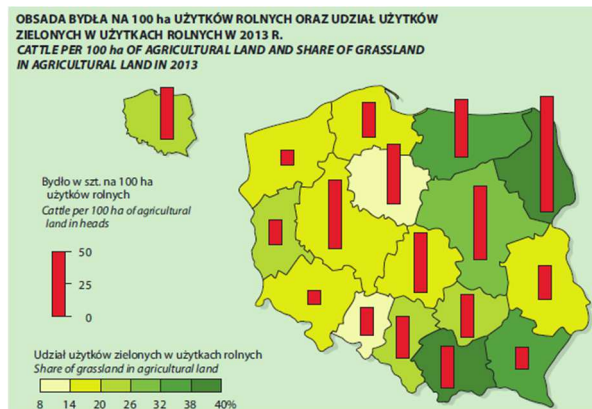 OBSADA BYDŁA NA 100 ha UŻYTKÓW ROLNYCH ORAZ UDZIAŁ UŻYTKÓW
ZIELONYCH W UŻYTKACH ROLNYCH W 2013 R.
CATTLE PER 100 ha OF AGRICULTURAL LAND AND SHARE OF GRASSLAND
IN AGRICULTURAL LAND IN 2013
Bydło w szt. na 100 ha
użytków rolnych
Cattle per 100 ha of agricultural
land in heads
50
25
0
Udział użytków zielonych w użytkach rolnych
Share of grassland in agricultural land
8 14 20 26 32 38 40%